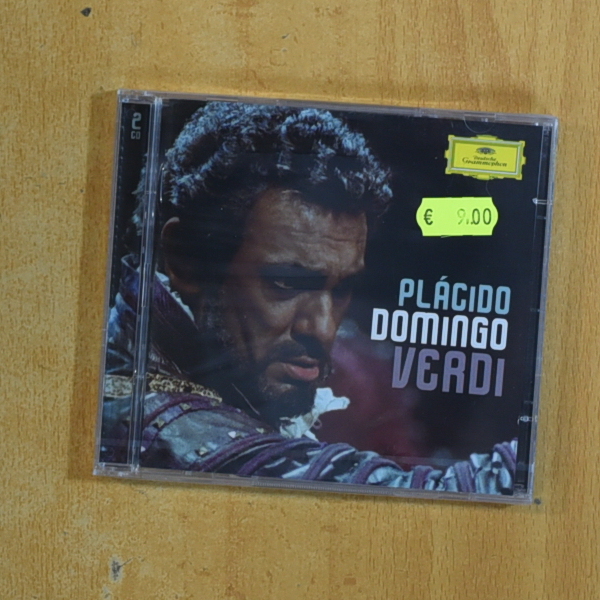 2
CD
Deutsche
Grammophon
€ 9.00
PLÁCIDO
DOMINGO
VERDI